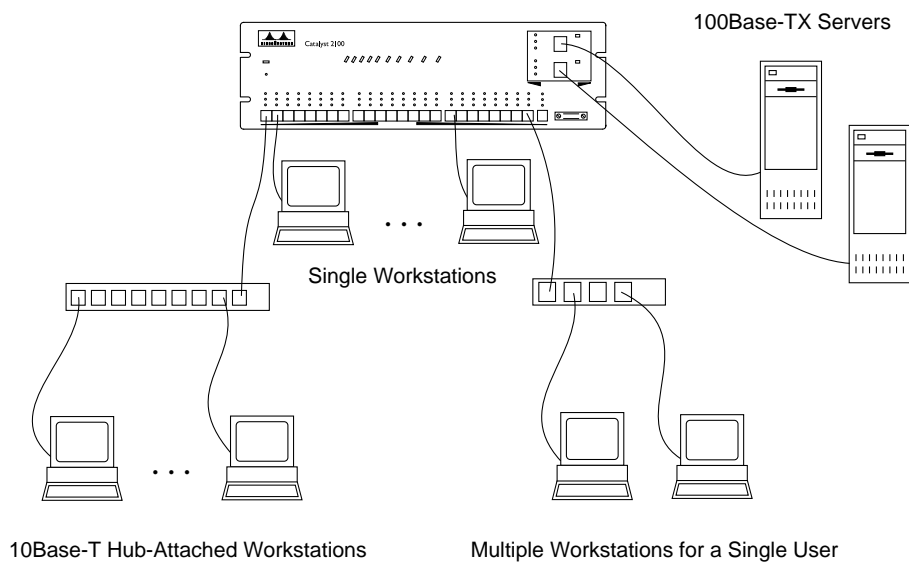 100Base-TX Servers
Catalyst 2100
. . .
Single Workstations
. . .
10Base-T Hub-Attached Workstations
Multiple Workstations for a Single User